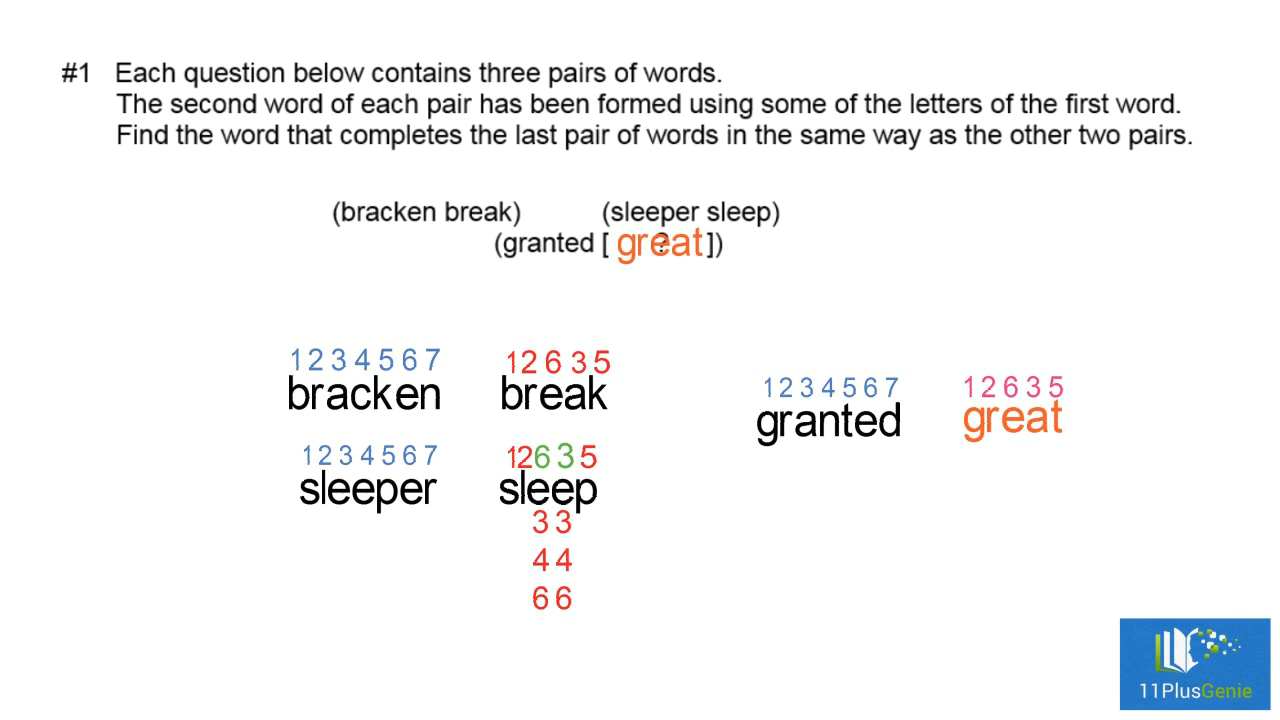 #1 Each question below contains three pairs of words.
The second word of each pair has been formed using some of the letters of the first word.
Find the word that completes the last pair of words in the same way as the other two pairs.
(bracken break) (sleeper sleep)
(granted [ great ? ])
1 2 3 4 5 6 7 1 2 6 3 5
bracken break
1 2 3 4 5 6 7 1 2 6 3 5
granted great
1 2 3 4 5 6 7 1 2 6 3 5
sleeper sleep
3 3
4 4
6 6
11PlusGenie